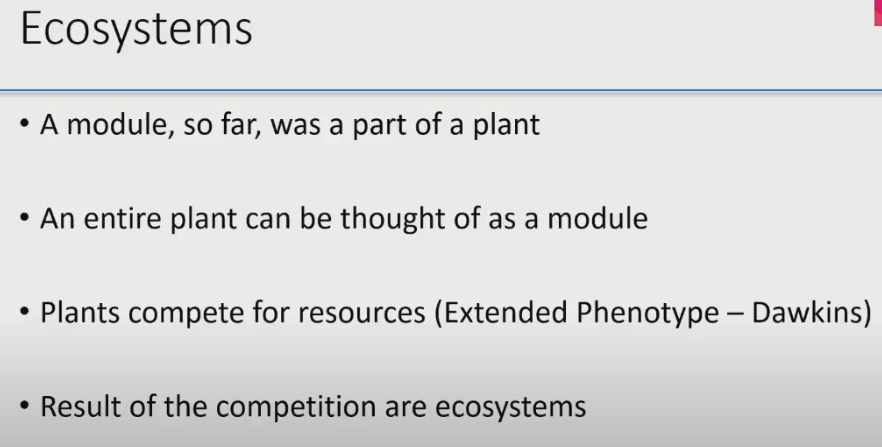 Ecosystems
• A module, so far, was a part of a plant
• An entire plant can be thought of as a module
• Plants compete for resources (Extended Phenotype – Dawkins)
• Result of the competition are ecosystems